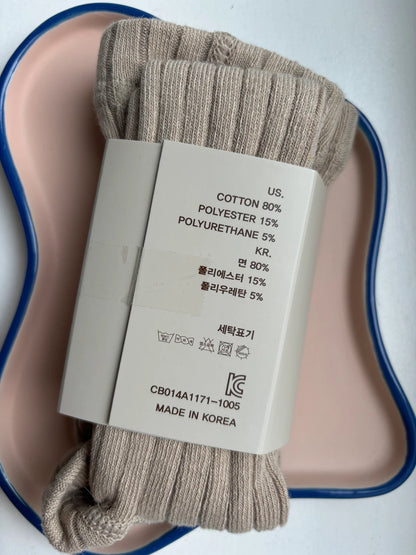 US.
COTTON 80%
POLYESTER 15%
POLYURETHANE 5%
KR.
면 80%
폴리에스터 15%
폴리우레탄 5%
세탁표기
CB014A1171-1005
MADE IN KOREA